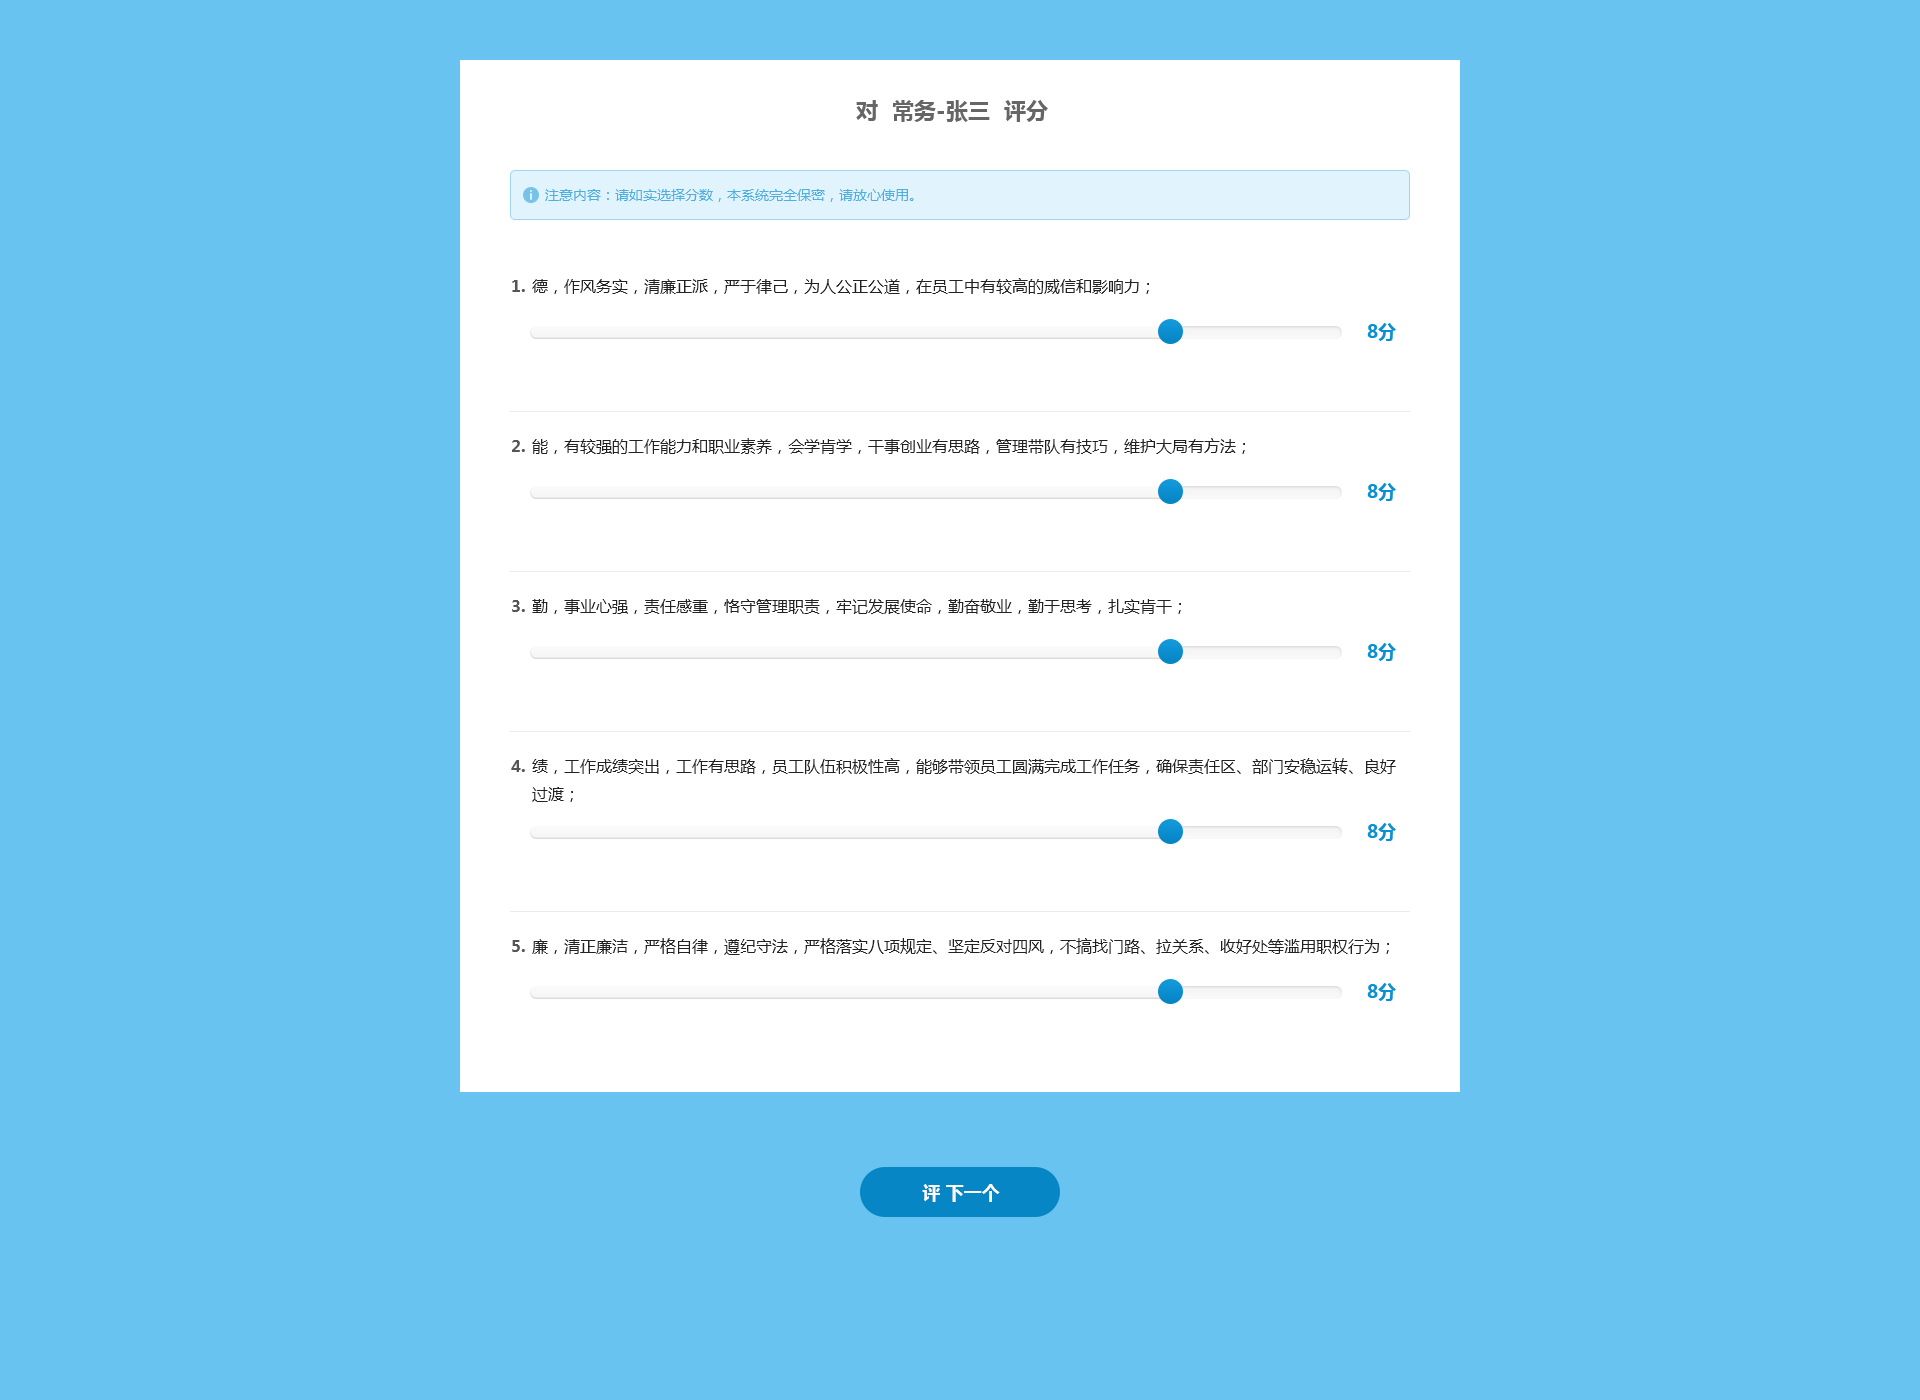 对 常务-张三 评分
注意内容：请如实选择分数，本系统完全保密，请放心使用。
1. 德，作风务实，清廉正派，严于律己，为人公正公道，在员工中有较高的威信和影响力；
8分
2. 能，有较强的工作能力和职业素养，会学肯学，干事创业有思路，管理带队有技巧，维护大局有方法；
8分
3. 勤，事业心强，责任感重，恪守管理职责，牢记发展使命，勤奋敬业，勤于思考，扎实肯干；
8分
4. 绩，工作成绩突出，工作有思路，员工队伍积极性高，能够带领员工圆满完成工作任务，确保责任区、部门安稳运转、良好
过渡；
8分
5. 廉，清正廉洁，严格自律，遵纪守法，严格落实八项规定、坚定反对四风，不搞找门路、拉关系、收好处等滥用职权行为；
8分
评 下一个